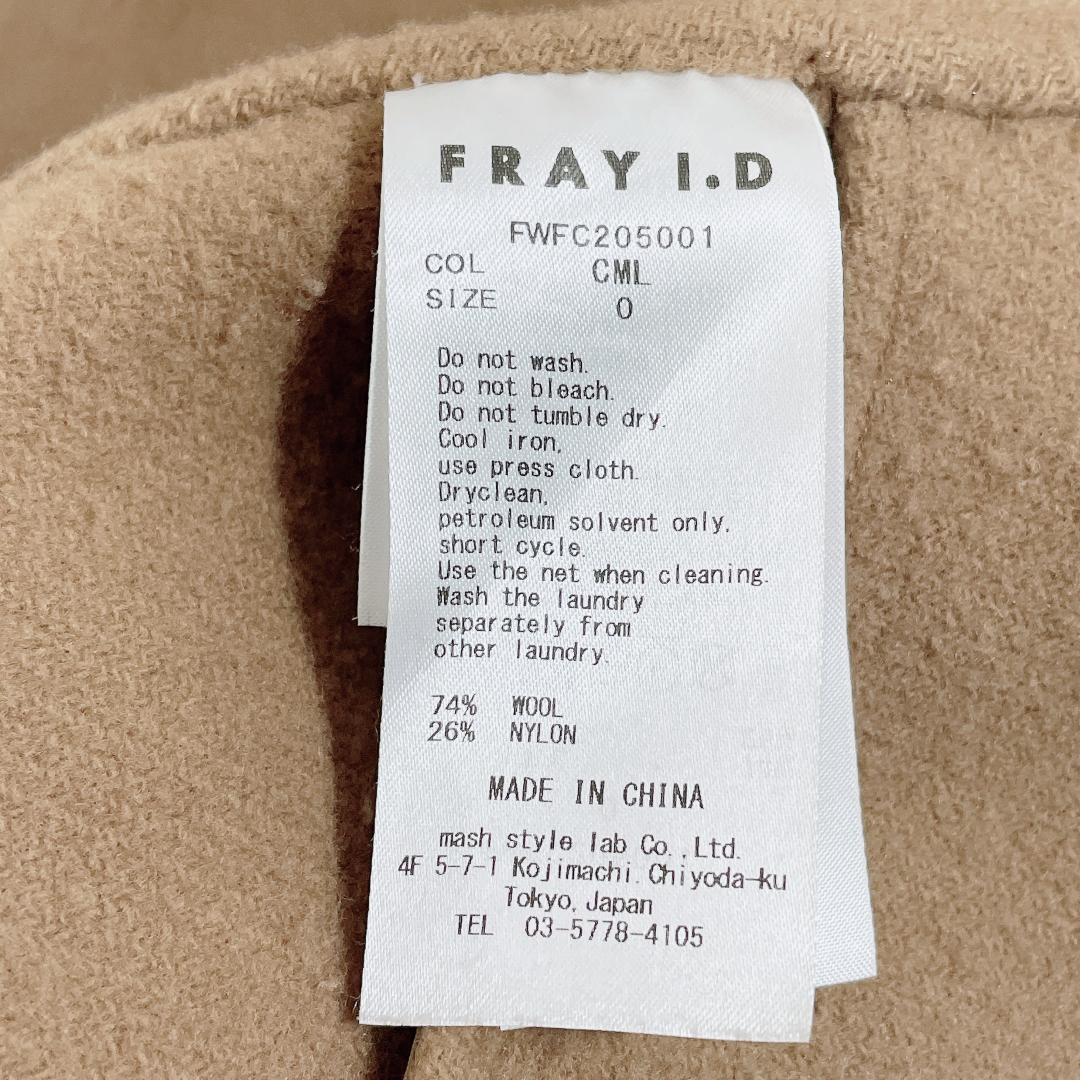 FRAY I.D
FWFC205001
COL CML
SIZE 0
Do not wash.
Do not bleach.
Do not tumble dry.
Cool iron,
use press cloth.
Dryclean,
petroleum solvent only.
short cycle.
Use the net when cleaning.
Wash the laundry
separately from
other laundry.
74% WOOL
26% NYLON
MADE IN CHINA
mash style lab Co.,Ltd.
4F 5-7-1 Kojimachi.Chiyoda-ku
Tokyo,Japan
TEL 03-5778-4105